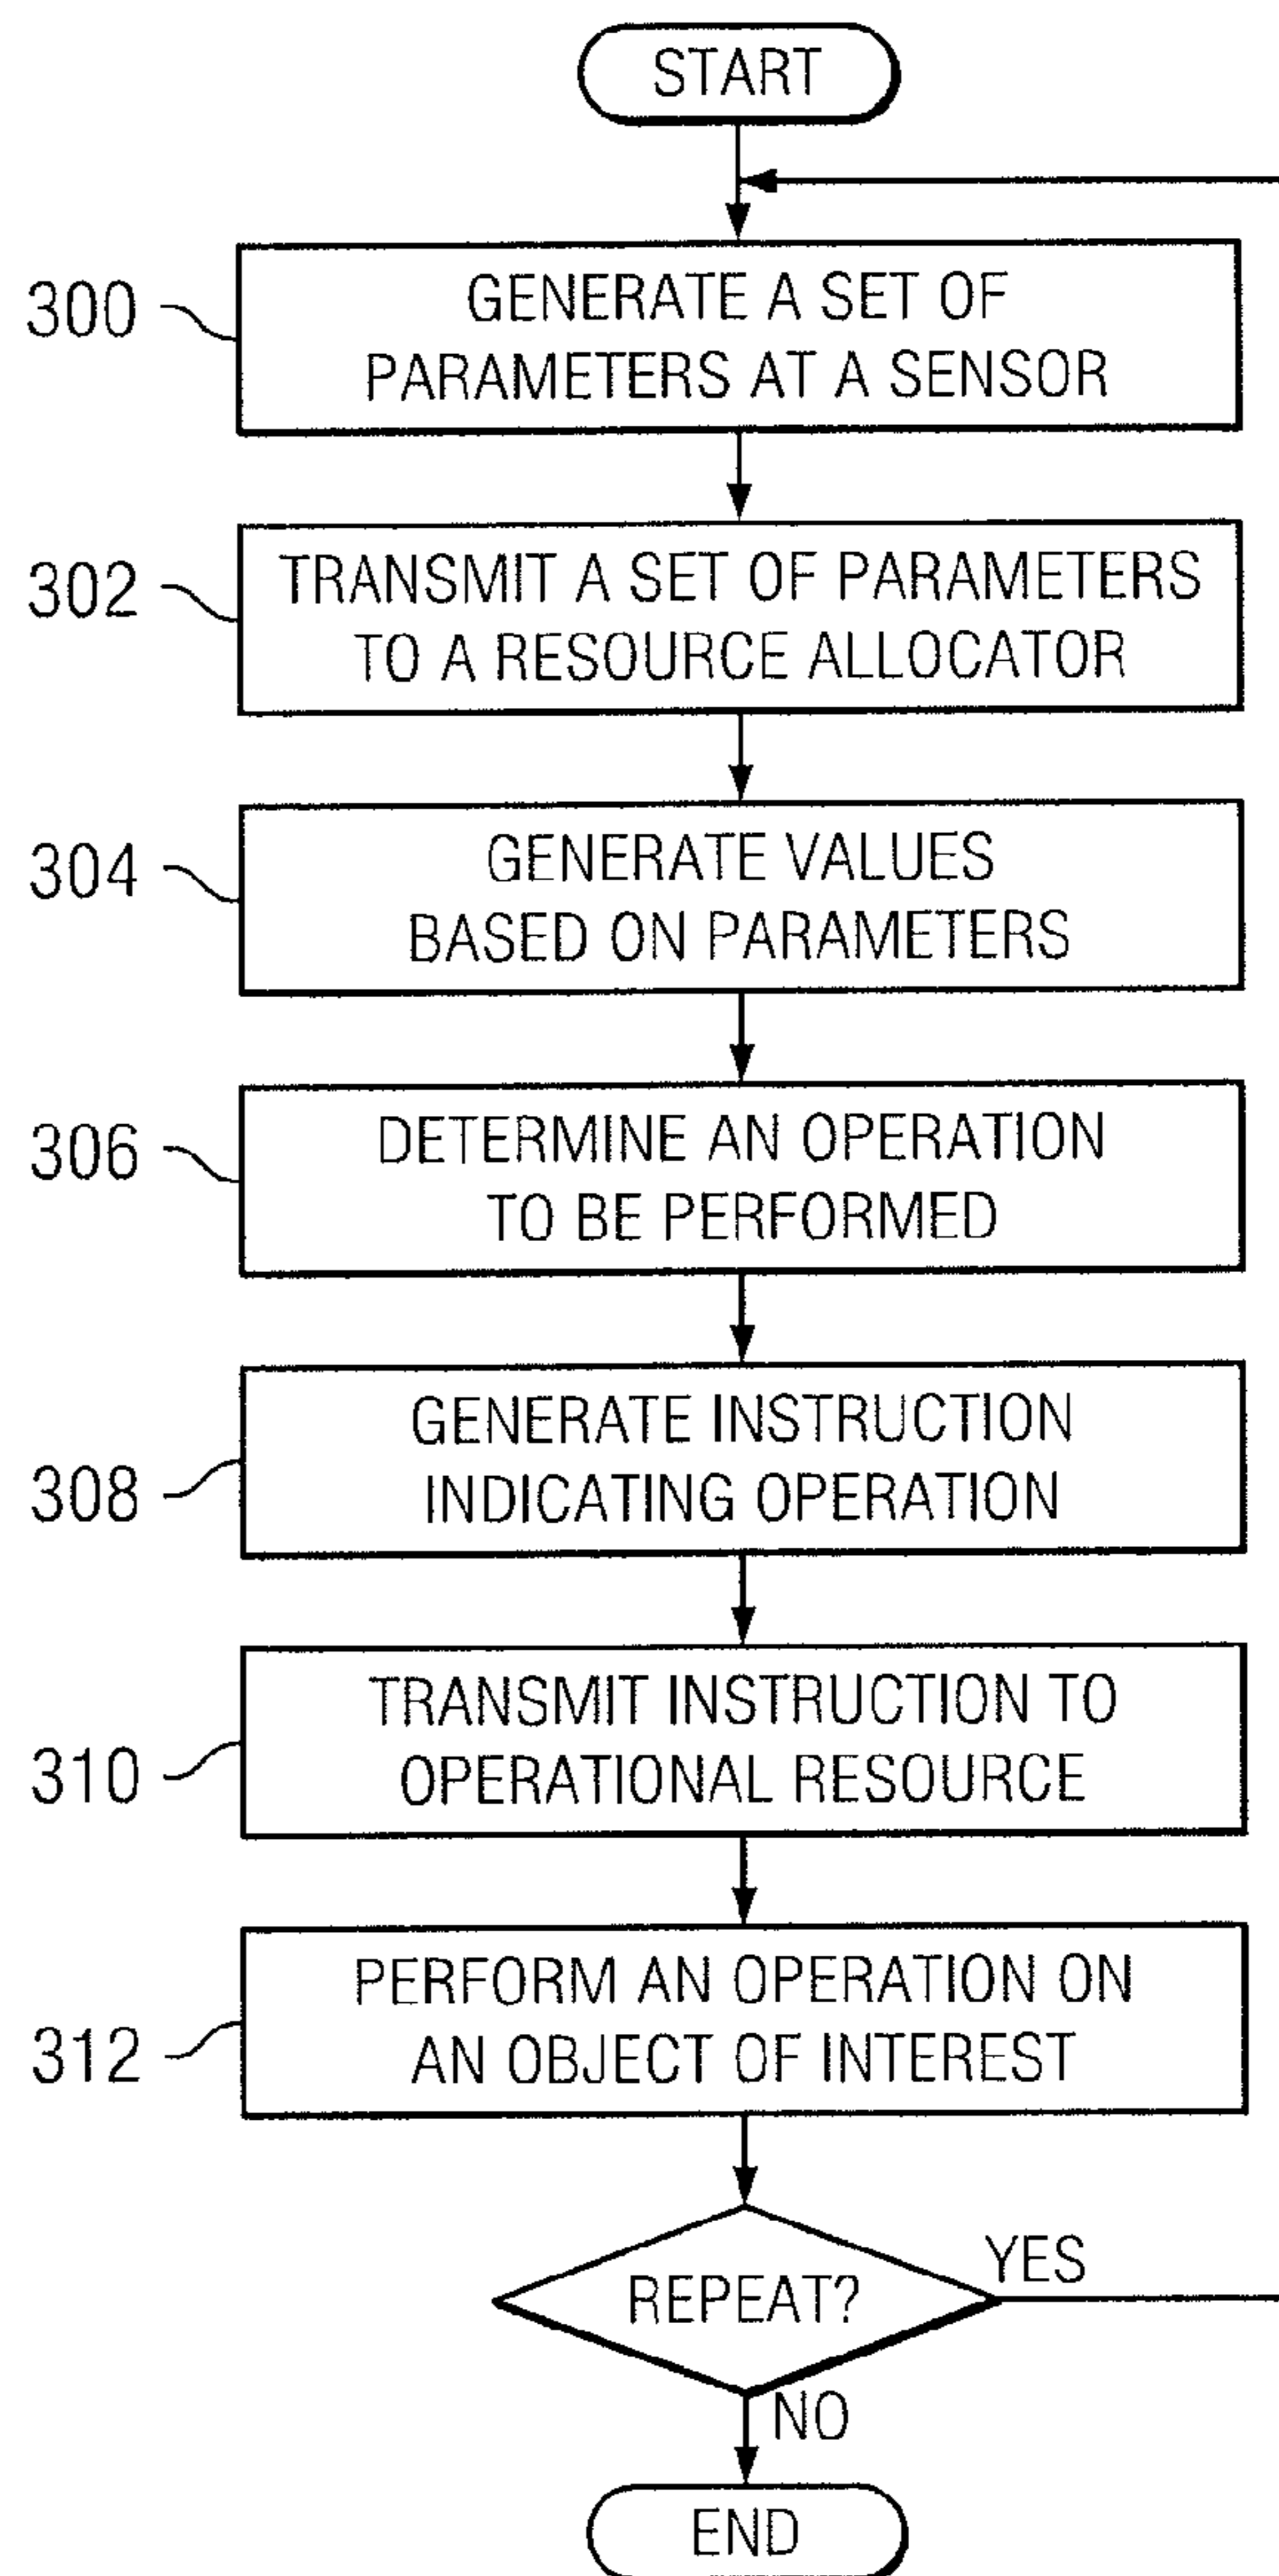 START
300
GENERATE A SET OF
PARAMETERS AT A SENSOR
302
TRANSMIT A SET OF PARAMETERS
TO A RESOURCE ALLOCATOR
304
GENERATE VALUES
BASED ON PARAMETERS
306
DETERMINE AN OPERATION
TO BE PERFORMED
308
GENERATE INSTRUCTION
INDICATING OPERATION
310
TRANSMIT INSTRUCTION TO
OPERATIONAL RESOURCE
312
PERFORM AN OPERATION ON
AN OBJECT OF INTEREST
REPEAT?
YES
NO
END